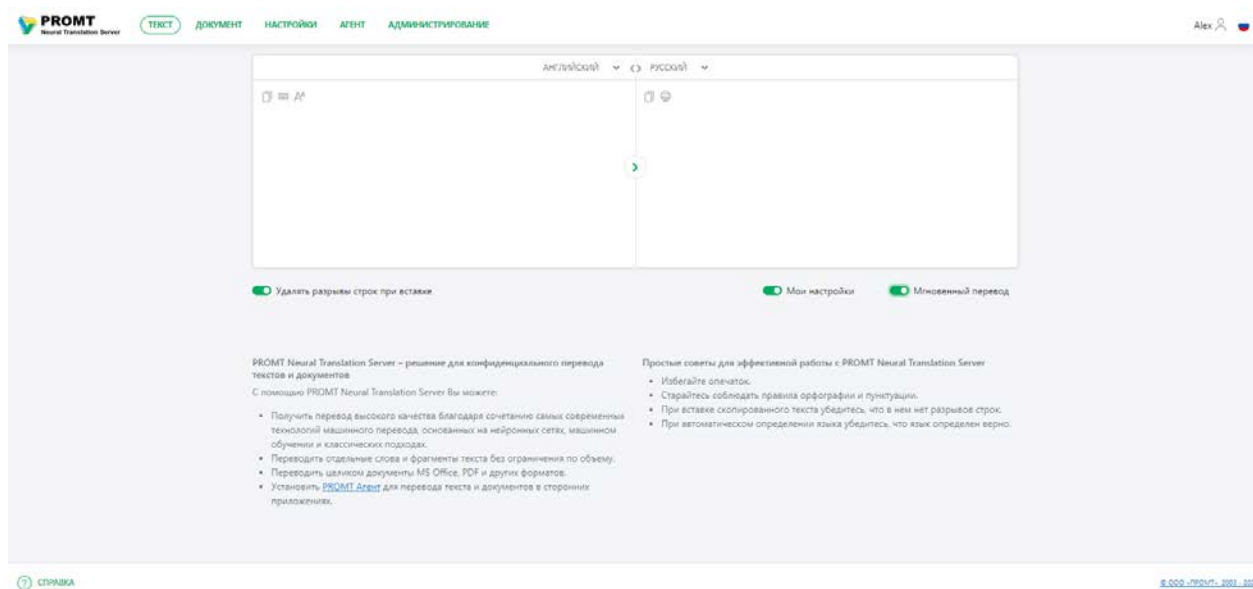 PROMT
Neural Translation Server
ТЕКСТ
ДОКУМЕНТ
НАСТРОЙКИ
АГЕНТ
АДМИНИСТРИРОВАНИЕ
Alex
АНГЛИЙСКИЙ
РУССКИЙ
Удалять разрывы строк при вставке
Мои настройки
Мгновенный перевод
PROMT Neural Translation Server – решение для конфиденциального перевода
текстов и документов
С помощью PROMT Neural Translation Server Вы можете:
• Получить перевод высокого качества благодаря сочетанию самых современных
технологий машинного перевода, основанных на нейронных сетях, машинном
обучении и классических подходах.
• Переводить отдельные слова и фрагменты текста без ограничения по объему.
• Переводить целиком документы MS Office, PDF и других форматов.
• Установить PROMT Агент для перевода текста и документов в сторонних
приложениях.
Простые советы для эффективной работы с PROMT Neural Translation Server
• Избегайте опечаток.
• Старайтесь соблюдать правила орфографии и пунктуации.
• При вставке скопированного текста убедитесь, что в нем нет разрывов строк.
• При автоматическом определении языка убедитесь, что язык определен верно.
? СПРАВКА
© ООО «ПРОМТ», 2003 -